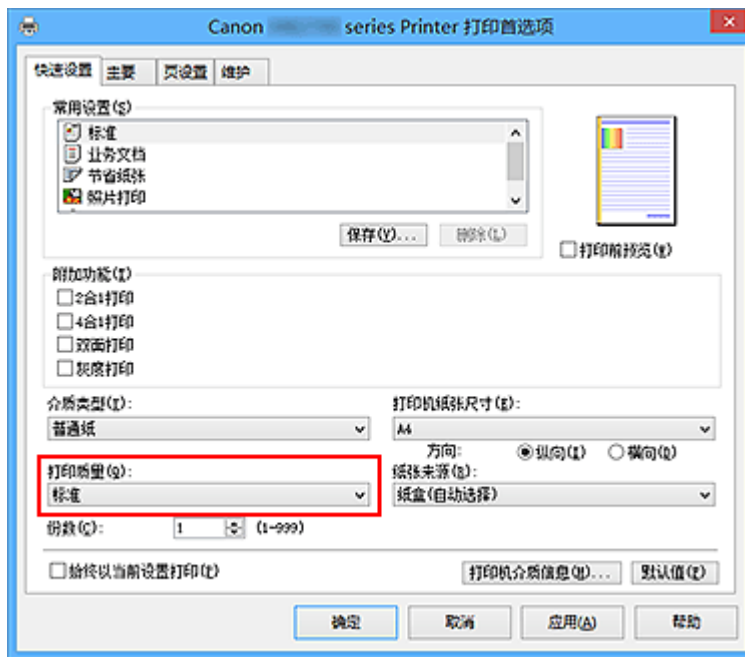 Canon series Printer 打印首选项
快速设置 主要 页设置 维护
常用设置(S)
标准
业务文档
节省纸张
照片打印
保存(V)... 删除(L)
打印前预览(W)
附加功能(I)
2合1打印
4合1打印
双面打印
灰度打印
介质类型(I): 打印机纸张尺寸(E):
普通纸 A4
方向: 纵向(I) 横向(Q)
打印质量(Q): 纸张来源(B):
标准 纸盒(自动选择)
份数(C): 1 (1-999)
始终以当前设置打印(I)
打印机介质信息(U)... 默认值(F)
确定 取消 应用(A) 帮助